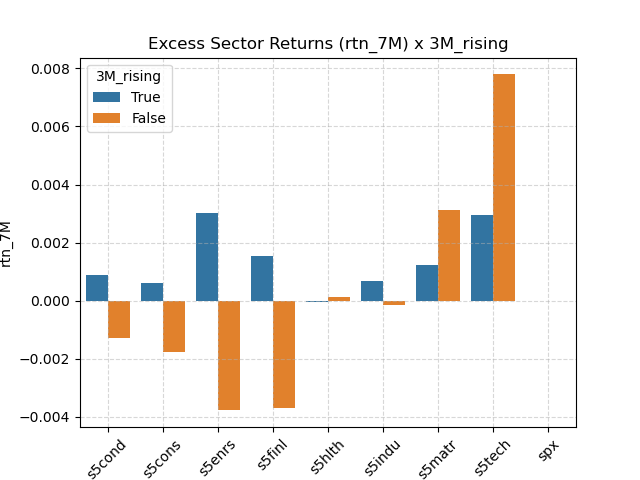 Excess Sector Returns (rtn_7M) x 3M_rising
3M_rising
True
False
rtn_7M
0.008
0.006
0.004
0.002
0.000
−0.002
−0.004
s5cond
s5cons
s5enrs
s5finl
s5hlth
s5indu
s5matr
s5tech
spx